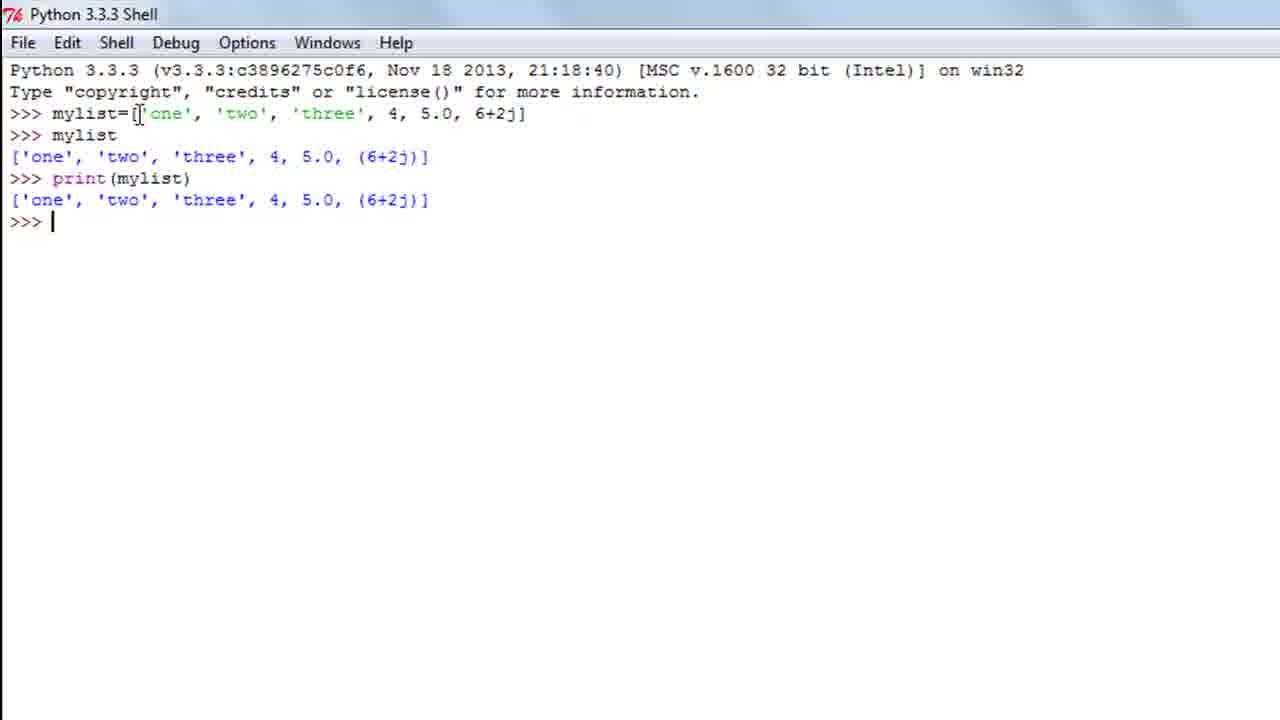 Python 3.3.3 Shell
File Edit Shell Debug Options Windows Help
Python 3.3.3 (v3.3.3:c3896275c0f6, Nov 18 2013, 21:18:40) [MSC v.1600 32 bit (Intel)] on win32
Type "copyright", "credits" or "license()" for more information.
>>> mylist=['one', 'two', 'three', 4, 5.0, 6+2j]
>>> mylist
['one', 'two', 'three', 4, 5.0, (6+2j)]
>>> print(mylist)
['one', 'two', 'three', 4, 5.0, (6+2j)]
>>>